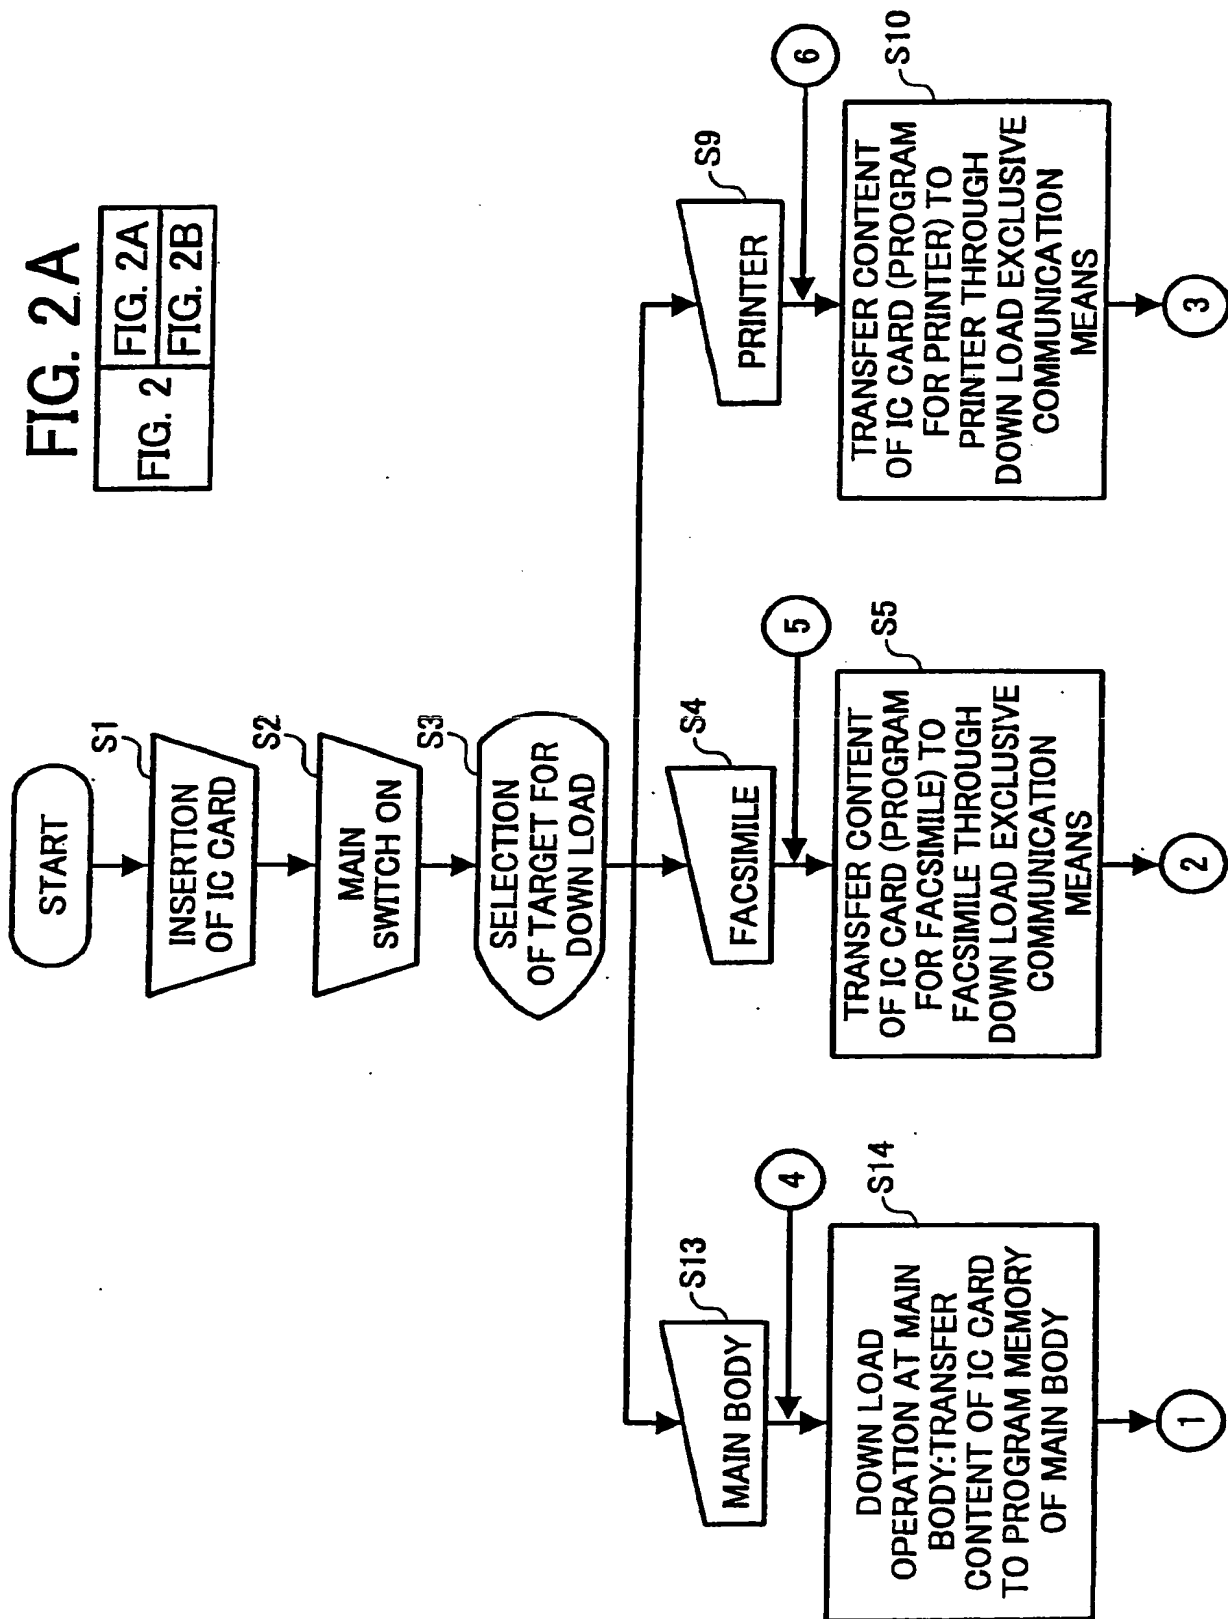 FIG. 2A
FIG. 2
FIG. 2A
FIG. 2B
START
S1
INSERTION
OF IC CARD
S2
MAIN
SWITCH ON
S3
SELECTION
OF TARGET FOR
DOWN LOAD
S13
MAIN BODY
4
S14
DOWN LOAD
OPERATION AT MAIN
BODY:TRANSFER
CONTENT OF IC CARD
TO PROGRAM MEMORY
OF MAIN BODY
1
S4
FACSIMILE
5
S5
TRANSFER CONTENT
OF IC CARD (PROGRAM
FOR FACSIMILE) TO
FACSIMILE THROUGH
DOWN LOAD EXCLUSIVE
COMMUNICATION
MEANS
2
S9
PRINTER
6
S10
TRANSFER CONTENT
OF IC CARD (PROGRAM
FOR PRINTER) TO
PRINTER THROUGH
DOWN LOAD EXCLUSIVE
COMMUNICATION
MEANS
3